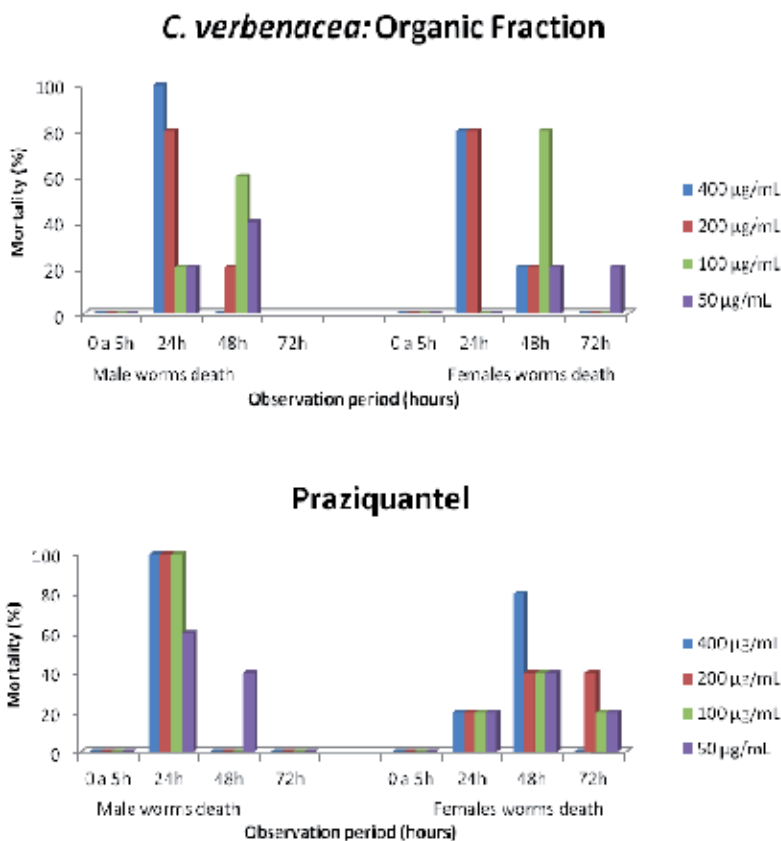 C. verbenacea: Organic Fraction
Mortality (%)
100
80
60
40
20
0
0 a 5h 24h 48h 72h 0 a 5h 24h 48h 72h
Male worms death Females worms death
Observation period (hours)
400 µg/mL
200 µg/mL
100 µg/mL
50 µg/mL
Praziquantel
Mortality (%)
100
80
60
40
20
0
0 a 5h 24h 48h 72h 0 a 5h 24h 48h 72h
Male worms death Females worms death
Observation period (hours)
400 µg/mL
200 µg/mL
100 µg/mL
50 µg/mL